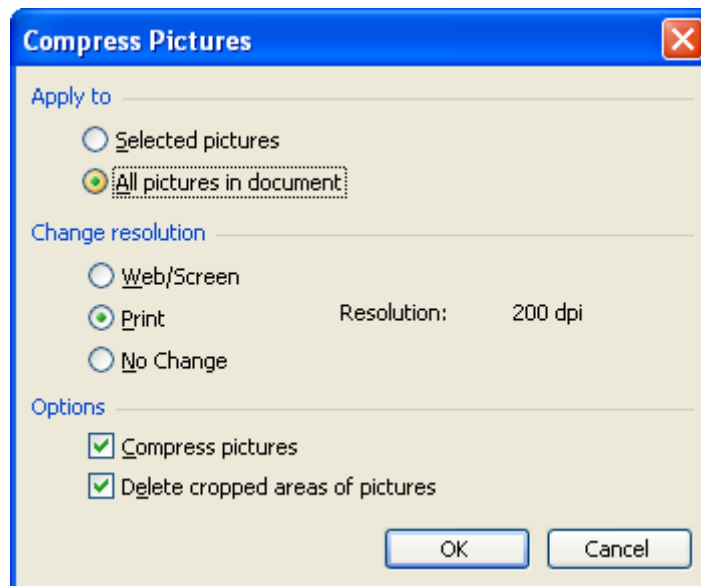 Compress Pictures
Apply to
Selected pictures
All pictures in document
Change resolution
Web/Screen
Print Resolution: 200 dpi
No Change
Options
Compress pictures
Delete cropped areas of pictures
OK Cancel